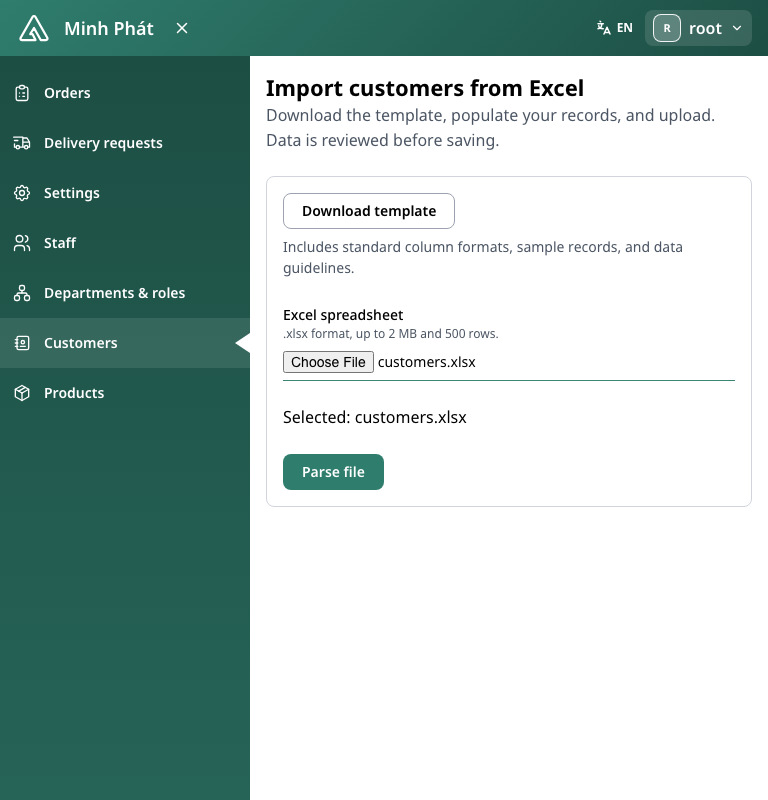 Minh Phát
EN
R
root
Orders
Delivery requests
Settings
Staff
Departments & roles
Customers
Products
Import customers from Excel
Download the template, populate your records, and upload.
Data is reviewed before saving.
Download template
Includes standard column formats, sample records, and data
guidelines.
Excel spreadsheet
.xlsx format, up to 2 MB and 500 rows.
Choose File customers.xlsx
Selected: customers.xlsx
Parse file